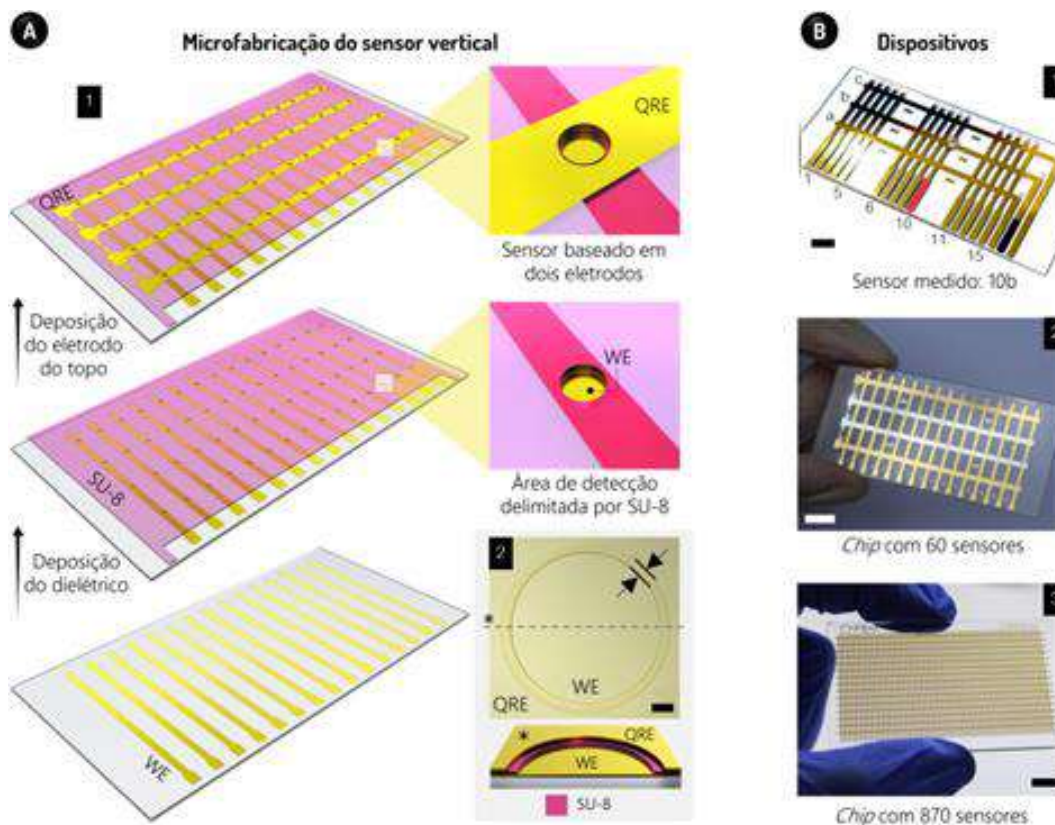 A
Microfabricação do sensor vertical
1
QRE
QRE
Sensor baseado em
dois eletrodos
Deposição
do eletrodo
do topo
SU-8
WE
Área de detecção
delimitada por SU-8
Deposição
do dielétrico
WE
2
*
WE
QRE
*
QRE
WE
SU-8
B
Dispositivos
c
b
a
1
5
6
10
11
15
Sensor medido: 10b
Chip com 60 sensores
Chip com 870 sensores